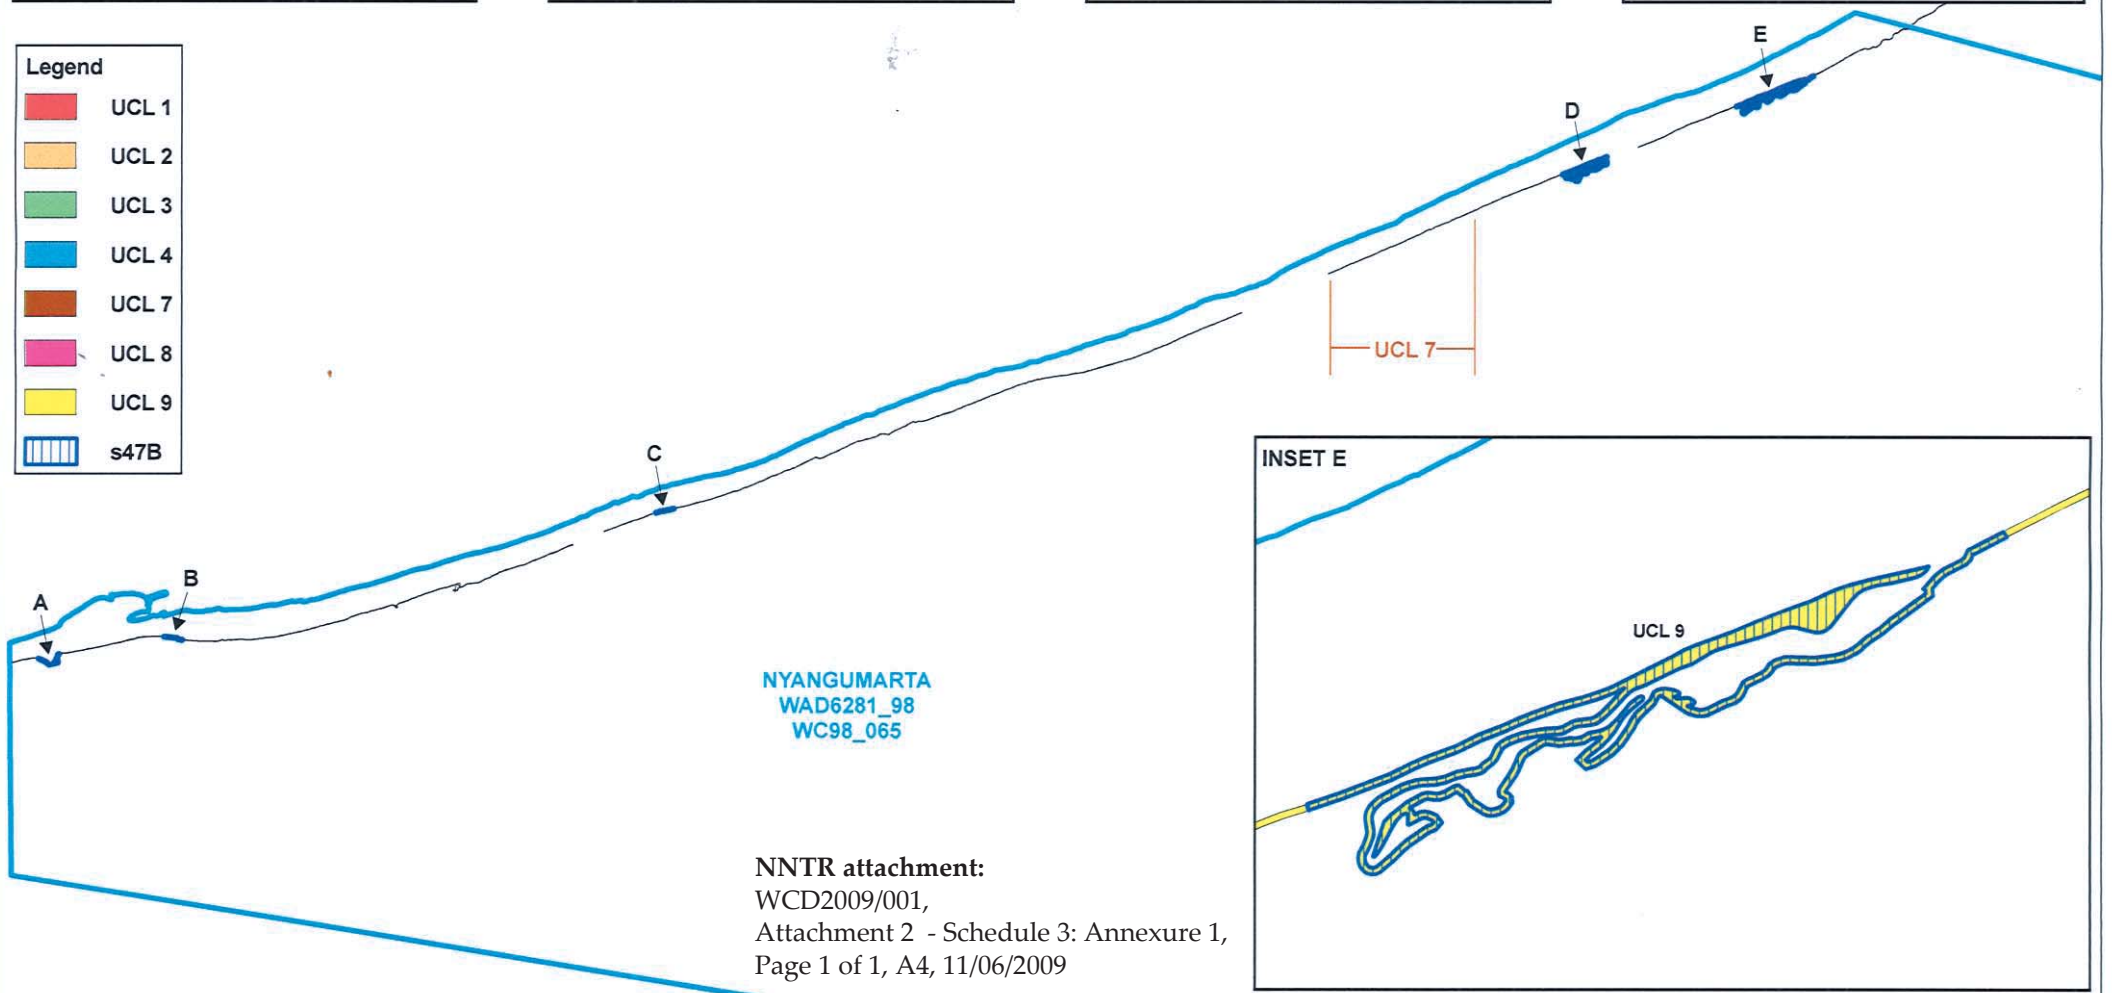 Legend
UCL 1
UCL 2
UCL 3
UCL 4
UCL 7
UCL 8
UCL 9
s47B
A
B
C
D
E
UCL 7
NYANGUMARTA
WAD6281_98
WC98_065
INSET E
UCL 9
NNTR attachment:
WCD2009/001,
Attachment 2 - Schedule 3: Annexure 1,
Page 1 of 1, A4, 11/06/2009